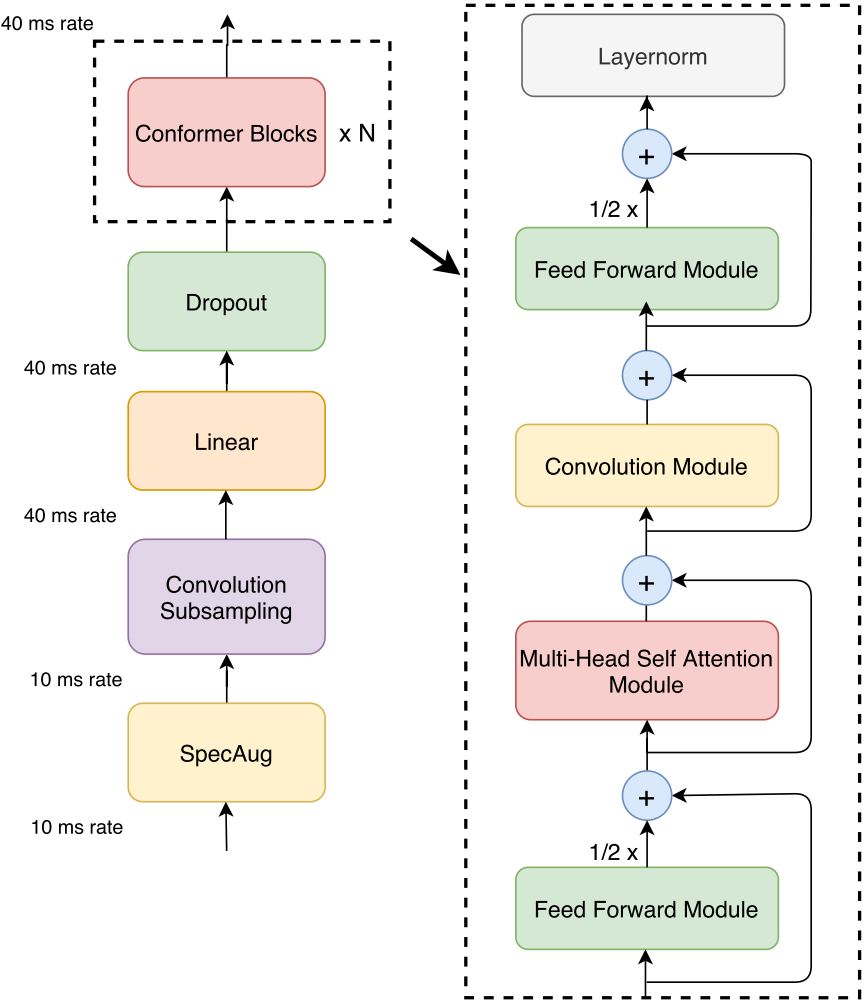 40 ms rate
Conformer Blocks
x N
Dropout
40 ms rate
Linear
40 ms rate
Convolution
Subsampling
10 ms rate
SpecAug
10 ms rate
Layernorm
+
1/2 x
Feed Forward Module
+
Convolution Module
+
Multi-Head Self Attention
Module
+
1/2 x
Feed Forward Module